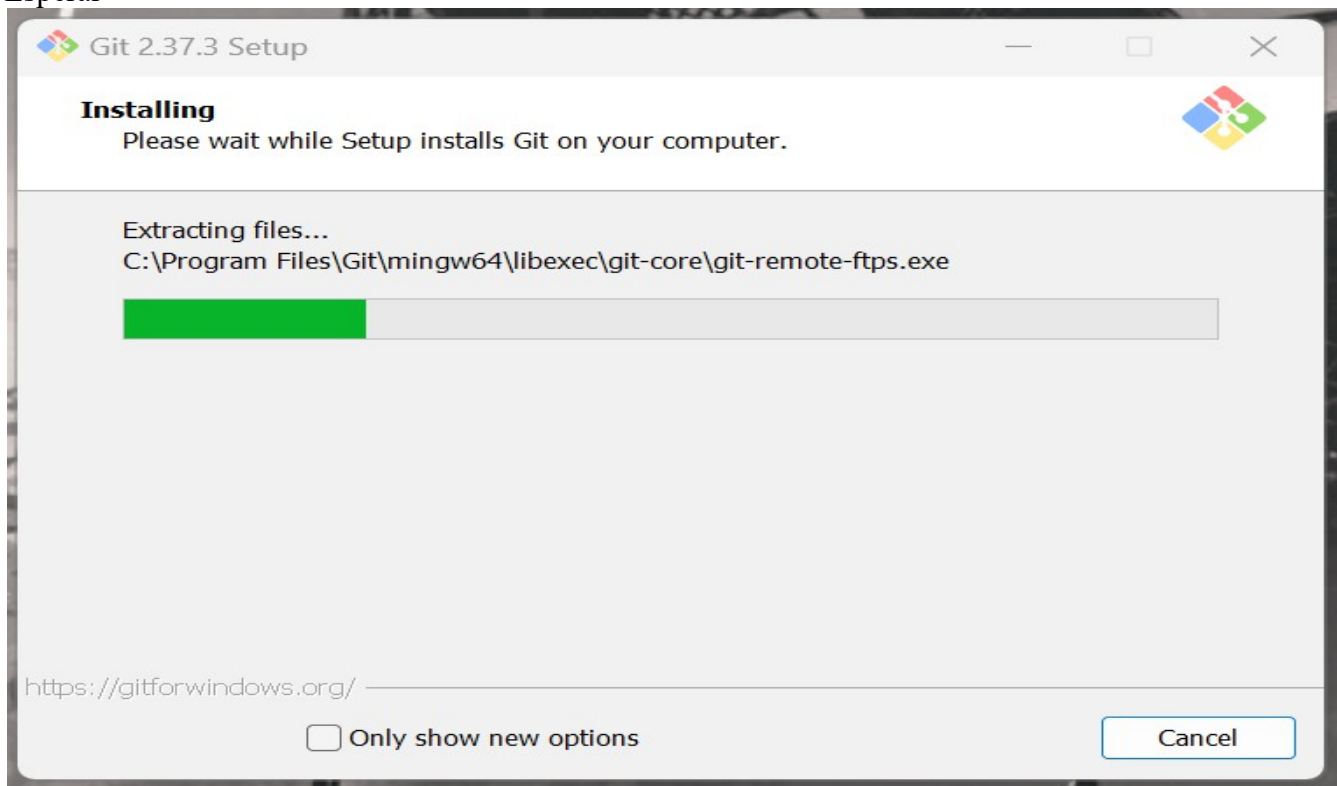 Git 2.37.3 Setup
Installing
Please wait while Setup installs Git on your computer.
Extracting files...
C:\Program Files\Git\mingw64\libexec\git-core\git-remote-ftps.exe
https://gitforwindows.org/
Only show new options
Cancel